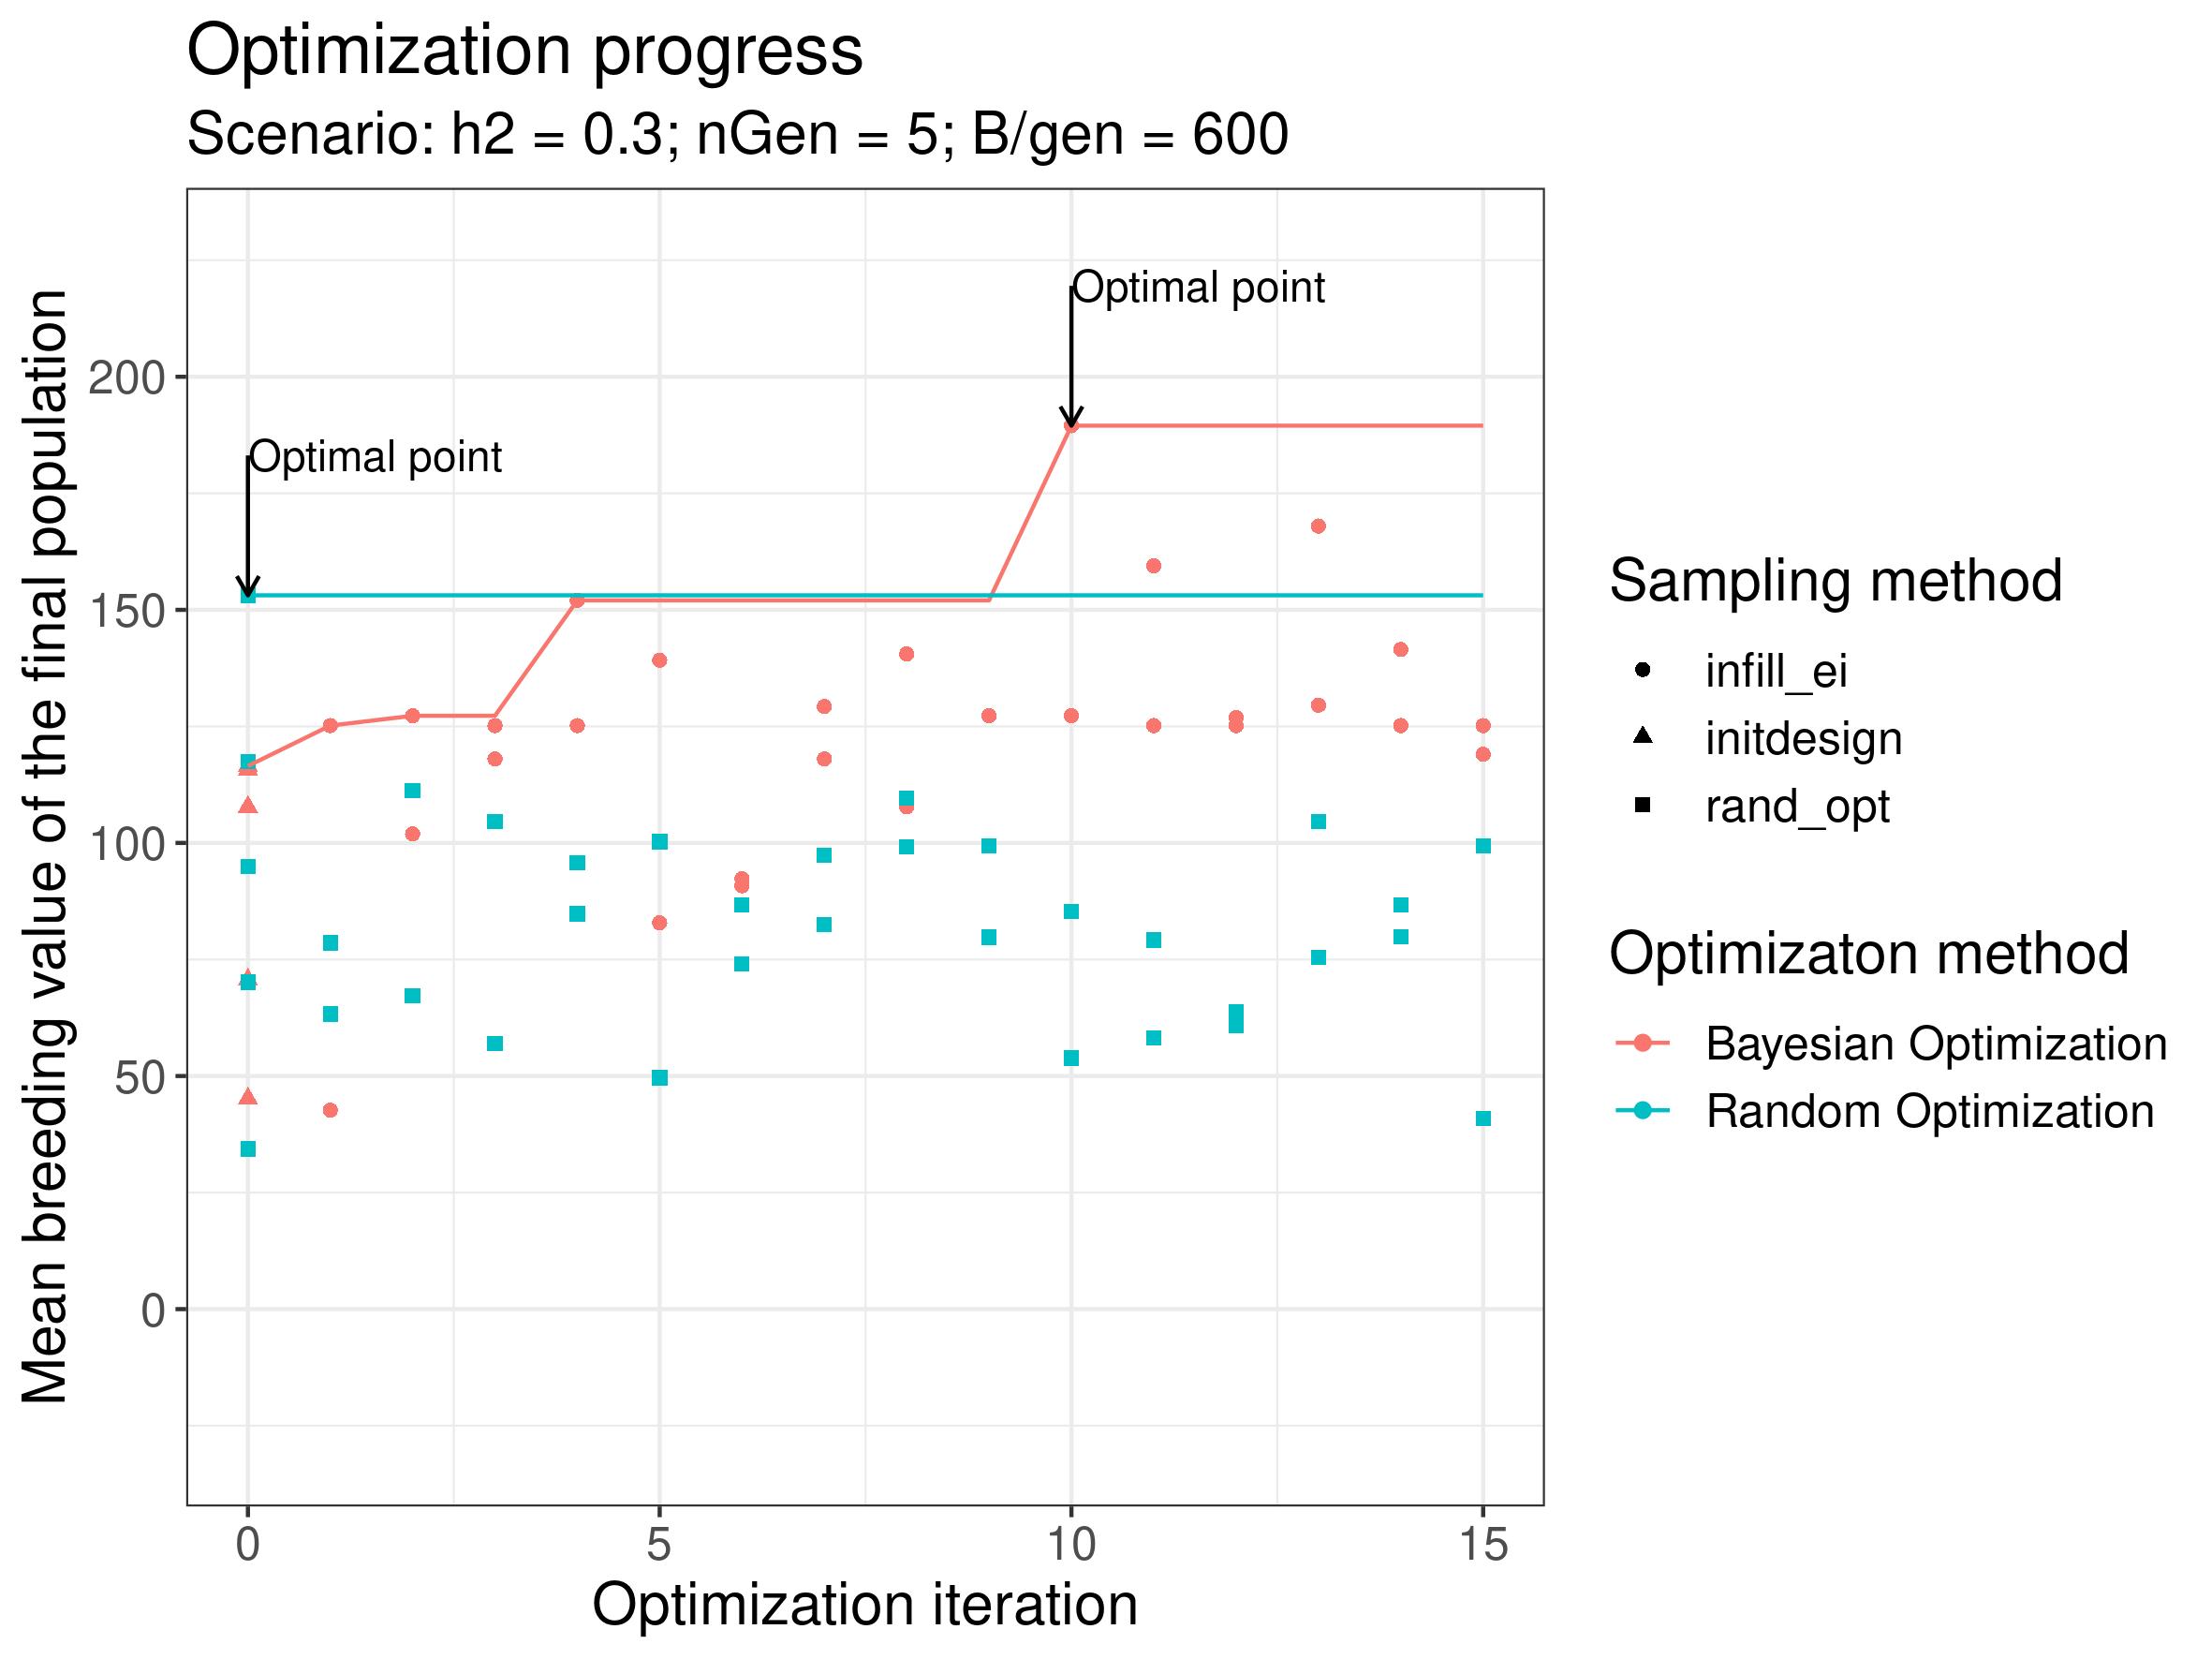 Optimization progress
Scenario: h2 = 0.3; nGen = 5; B/gen = 600
Mean breeding value of the final population
200
150
100
50
0
Optimal point
Optimal point
0 5 10 15
Optimization iteration
Sampling method
infill_ei
initdesign
rand_opt
Optimizaton method
Bayesian Optimization
Random Optimization